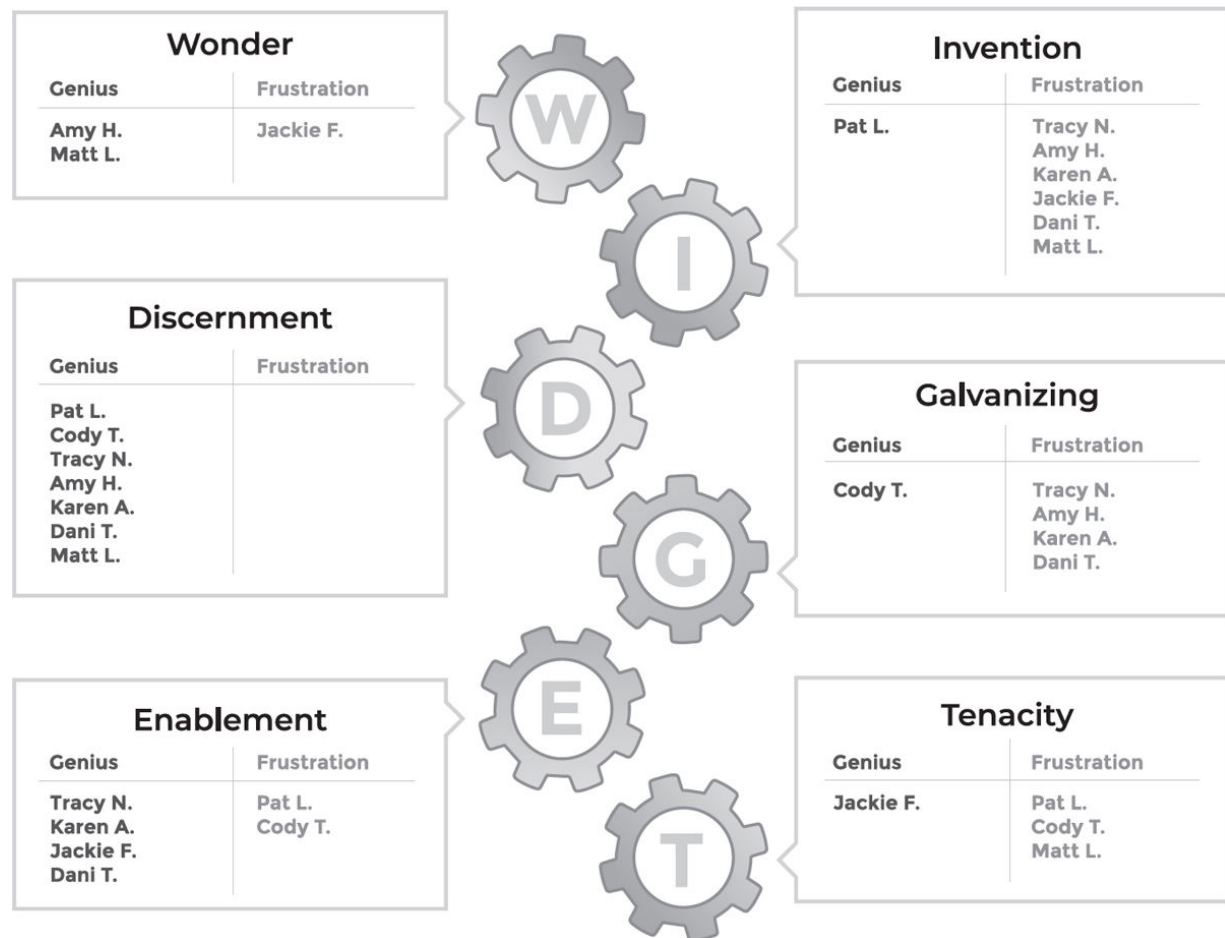 Wonder
Genius Frustration
Amy H. Jackie F.
Matt L.
W
Invention
Genius Frustration
Pat L. Tracy N.
Amy H.
Karen A.
Jackie F.
Dani T.
Matt L.
I
Discernment
Genius Frustration
Pat L.
Cody T.
Tracy N.
Amy H.
Karen A.
Dani T.
Matt L.
D
Galvanizing
Genius Frustration
Cody T. Tracy N.
Amy H.
Karen A.
Dani T.
G
Enablement
Genius Frustration
Tracy N. Pat L.
Karen A. Cody T.
Jackie F.
Dani T.
E
Tenacity
Genius Frustration
Jackie F. Pat L.
Cody T.
Matt L.
T